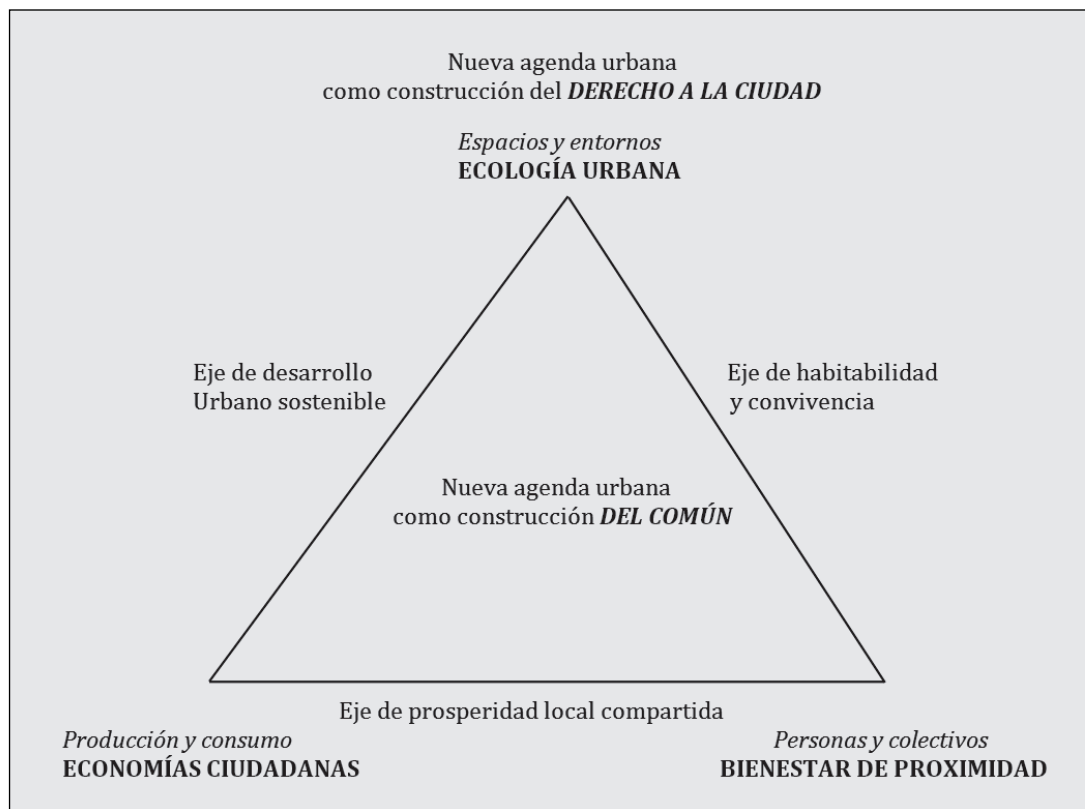 Nueva agenda urbana
como construcción del DERECHO A LA CIUDAD
Espacios y entornos
ECOLOGÍA URBANA
Eje de desarrollo
Urbano sostenible
Eje de habitabilidad
y convivencia
Nueva agenda urbana
como construcción DEL COMÚN
Eje de prosperidad local compartida
Producción y consumo
ECONOMÍAS CIUDADANAS
Personas y colectivos
BIENESTAR DE PROXIMIDAD